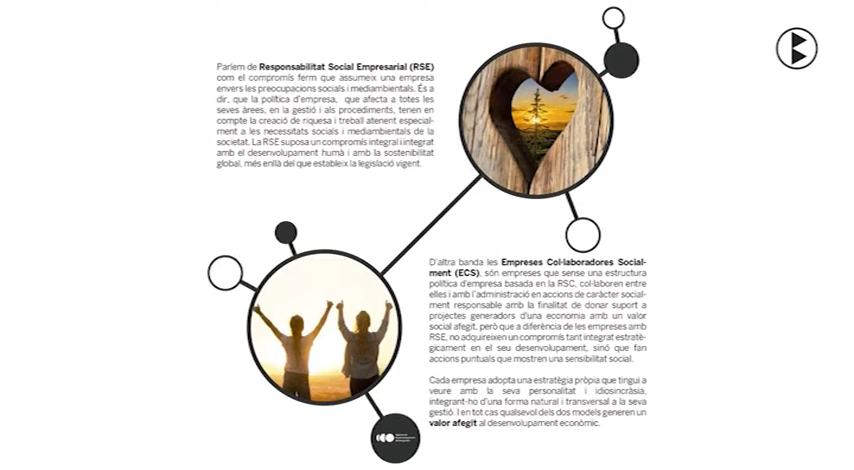 Parlem de Responsabilitat Social Empresarial (RSE)
com el compromís ferm que assumeix una empresa
envers les preocupacions socials i mediambientals. És a
dir, que la política d'empresa, que afecta a totes les
seves àrees, en la gestió i als procediments, tenen en
compte la creació de riquesa i treball atenent especial-
ment a les necessitats socials i mediambientals de la
societat. La RSE suposa un compromís integral i integrat
amb el desenvolupament humà i amb la sostenibilitat
global, més enllà del que estableix la legislació vigent.
D'altra banda les Empreses Col·laboradores Social-
ment (ECS), són empreses que sense una estructura
política d'empresa basada en la RSC, col·laboren entre
elles i amb l'administració en accions de caràcter social-
ment responsable amb la finalitat de donar suport a
projectes generadors d'una economia amb un valor
social afegit, però que a diferència de les empreses amb
RSE, no adquireixen un compromís tant integrat estratè-
gicament en el seu desenvolupament, sinó que fan
accions puntuals que mostren una sensibilitat social.
Cada empresa adopta una estratègia pròpia que tingui a
veure amb la seva personalitat i idiosincràsia,
integrant-ho d'una forma natural i transversal a la seva
gestió. I en tot cas qualsevol dels dos models generen un
valor afegit al desenvolupament econòmic.